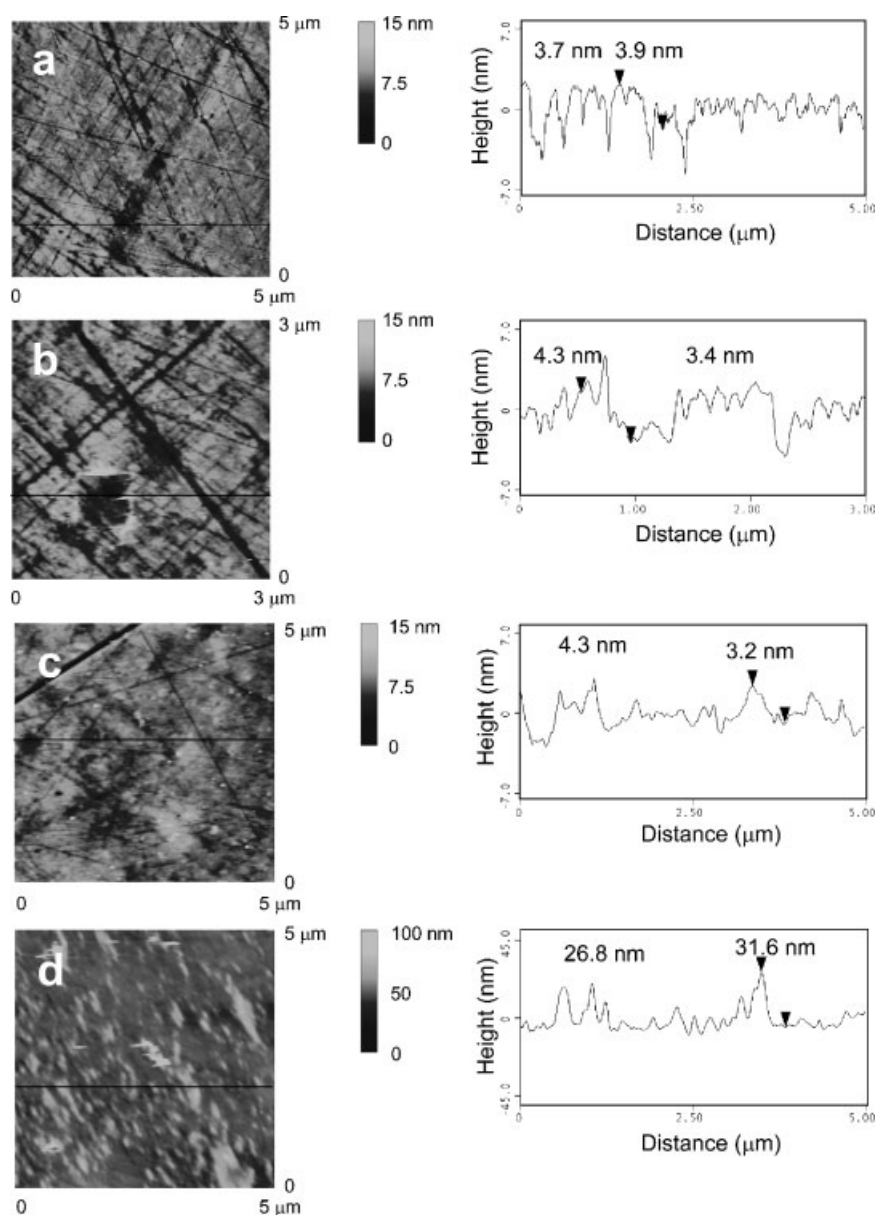 a
5 µm
0
0
5 µm
15 nm
7.5
0
3.7 nm 3.9 nm
Height (nm)
7.0
0
-7.0
0
2.50
5.00
Distance (µm)
b
3 µm
0
0
3 µm
15 nm
7.5
0
4.3 nm 3.4 nm
Height (nm)
7.0
0
-7.0
1.00
2.00
3.00
Distance (µm)
c
5 µm
0
0
5 µm
15 nm
7.5
0
4.3 nm 3.2 nm
Height (nm)
7.0
0
-7.0
0
2.50
5.00
Distance (µm)
d
5 µm
0
0
5 µm
100 nm
50
0
26.8 nm 31.6 nm
Height (nm)
45.0
0
-45.0
0
2.50
5.00
Distance (µm)